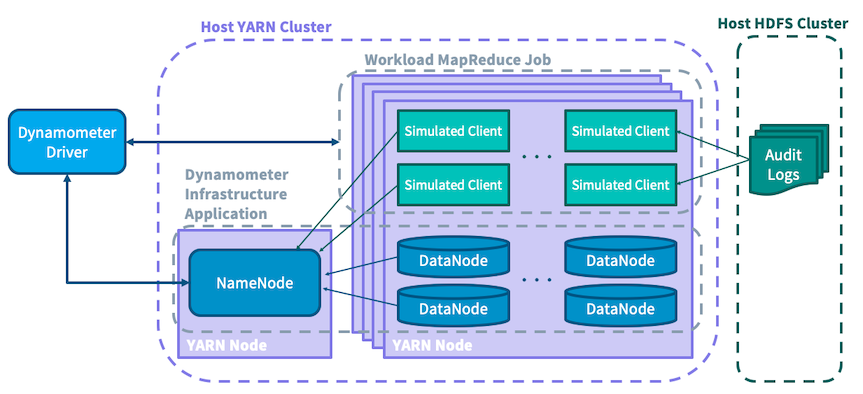 Host YARN Cluster
Host HDFS Cluster
Workload MapReduce Job
Dynamometer
Driver
Simulated Client
Simulated Client
. . .
Simulated Client
Simulated Client
Audit
Logs
Dynamometer
Infrastructure
Application
NameNode
DataNode
DataNode
. . .
DataNode
DataNode
YARN Node
YARN Node